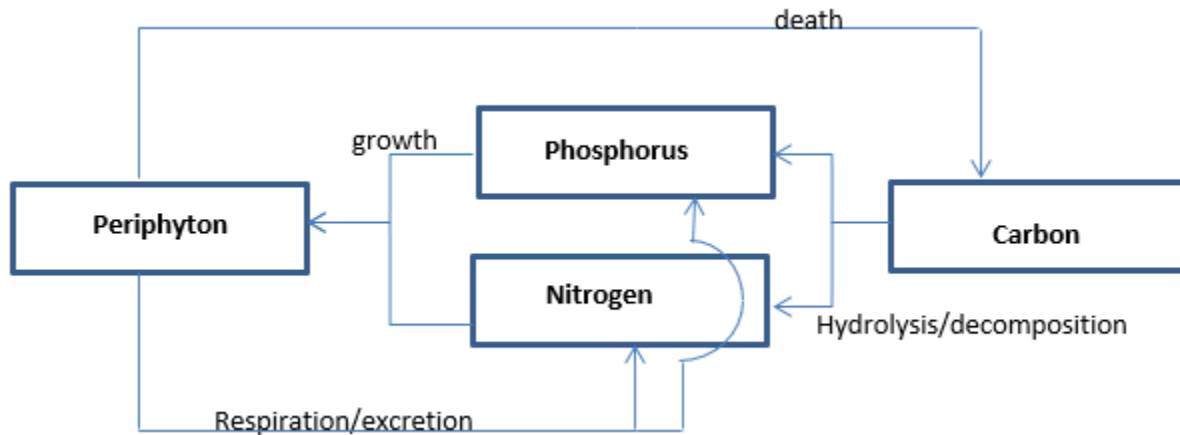 death
growth
Phosphorus
Periphyton
Carbon
Nitrogen
Hydrolysis/decomposition
Respiration/excretion